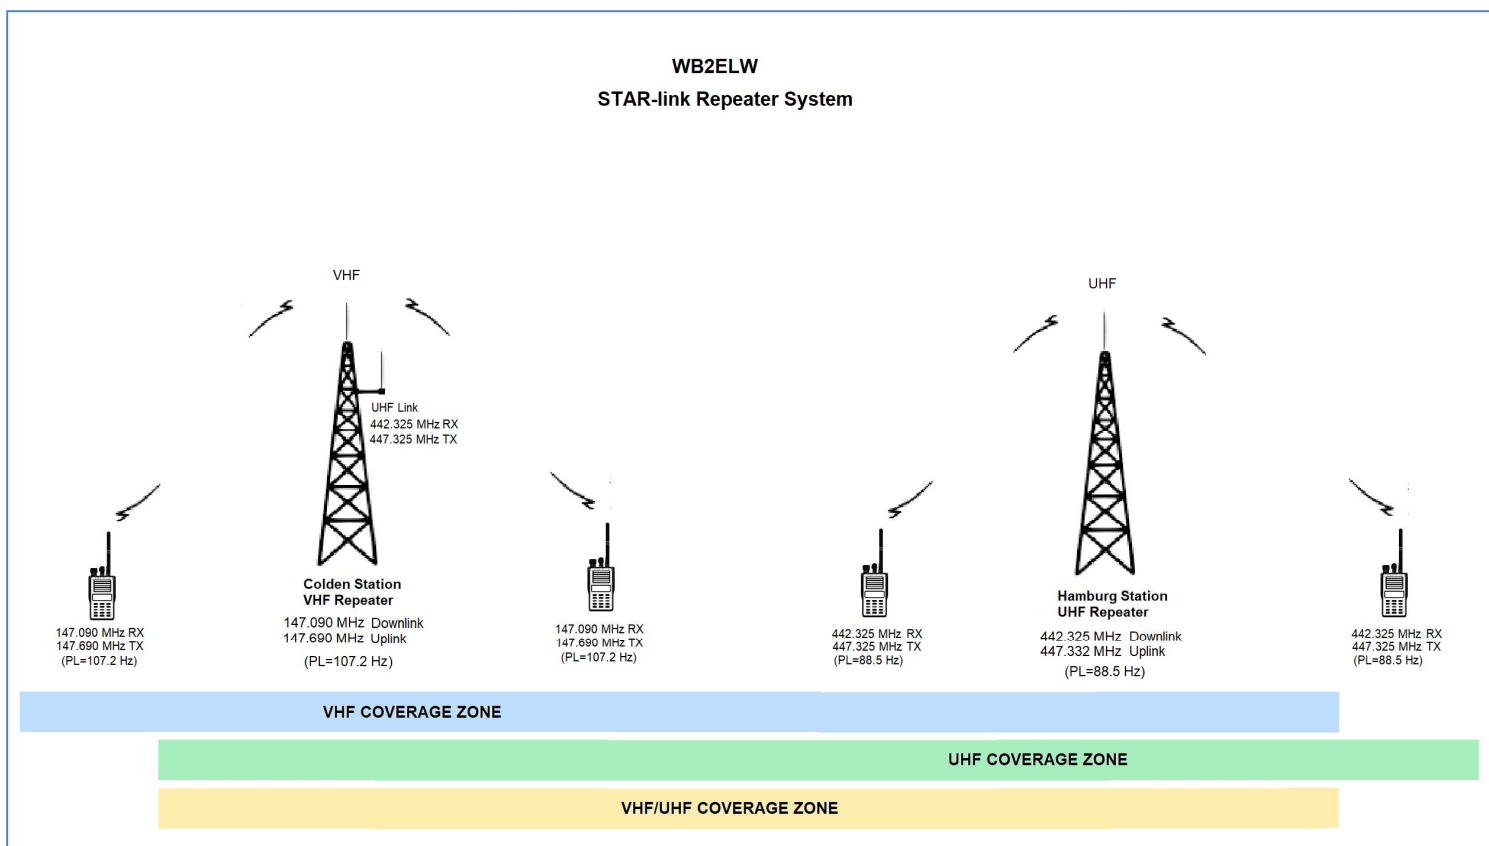 WB2ELW
STAR-link Repeater System
VHF
UHF
UHF Link
442.325 MHz RX
447.325 MHz TX
Colden Station
VHF Repeater
147.090 MHz Downlink
147.690 MHz Uplink
(PL=107.2 Hz)
147.090 MHz RX
147.690 MHz TX
(PL=107.2 Hz)
147.090 MHz RX
147.690 MHz TX
(PL=107.2 Hz)
442.325 MHz RX
447.325 MHz TX
(PL=88.5 Hz)
Hamburg Station
UHF Repeater
442.325 MHz Downlink
447.332 MHz Uplink
(PL=88.5 Hz)
442.325 MHz RX
447.325 MHz TX
(PL=88.5 Hz)
VHF COVERAGE ZONE
UHF COVERAGE ZONE
VHF/UHF COVERAGE ZONE